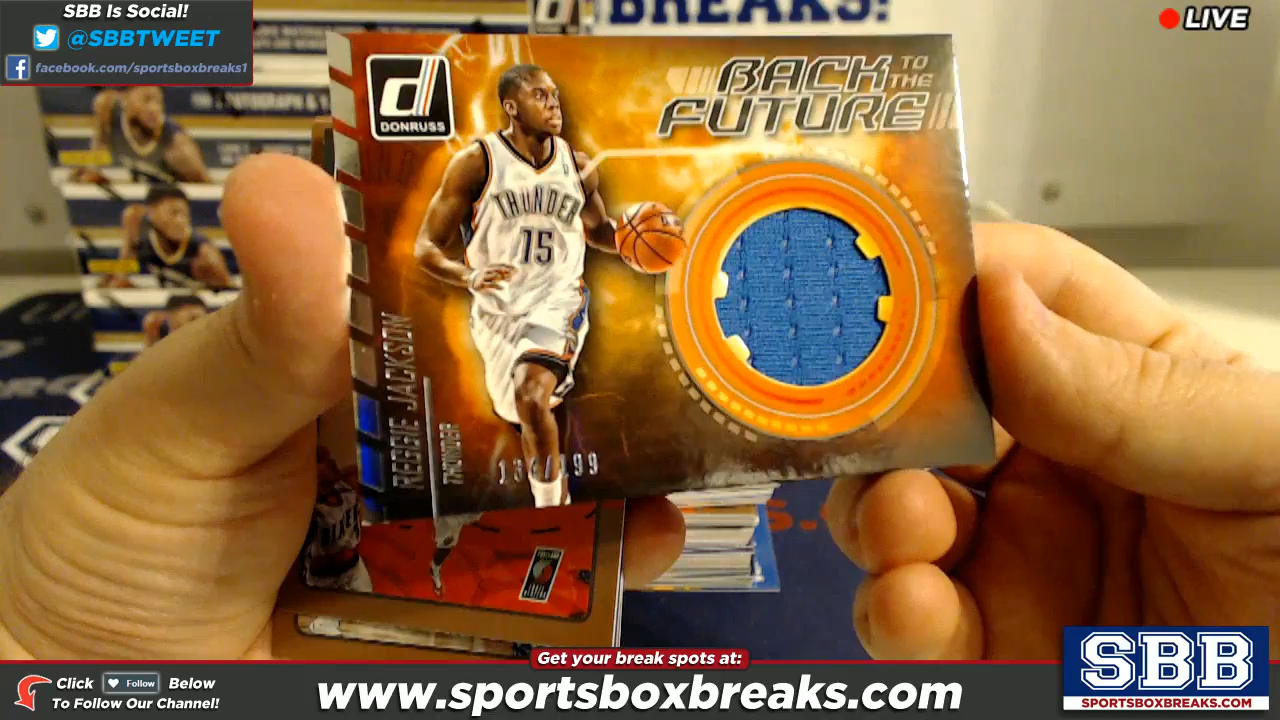 SBB Is Social!
@SBBTWEET
facebook.com/sportsboxbreaks1
BREAKS!
LIVE
DONRUSS
BACK TO THE
FUTURE
THUNDER
15
REGGIE JACKSON
THUNDER
Get your break spots at:
Click Follow Below
To Follow Our Channel!
www.sportsboxbreaks.com
SBB
SPORTSBOXBREAKS.COM